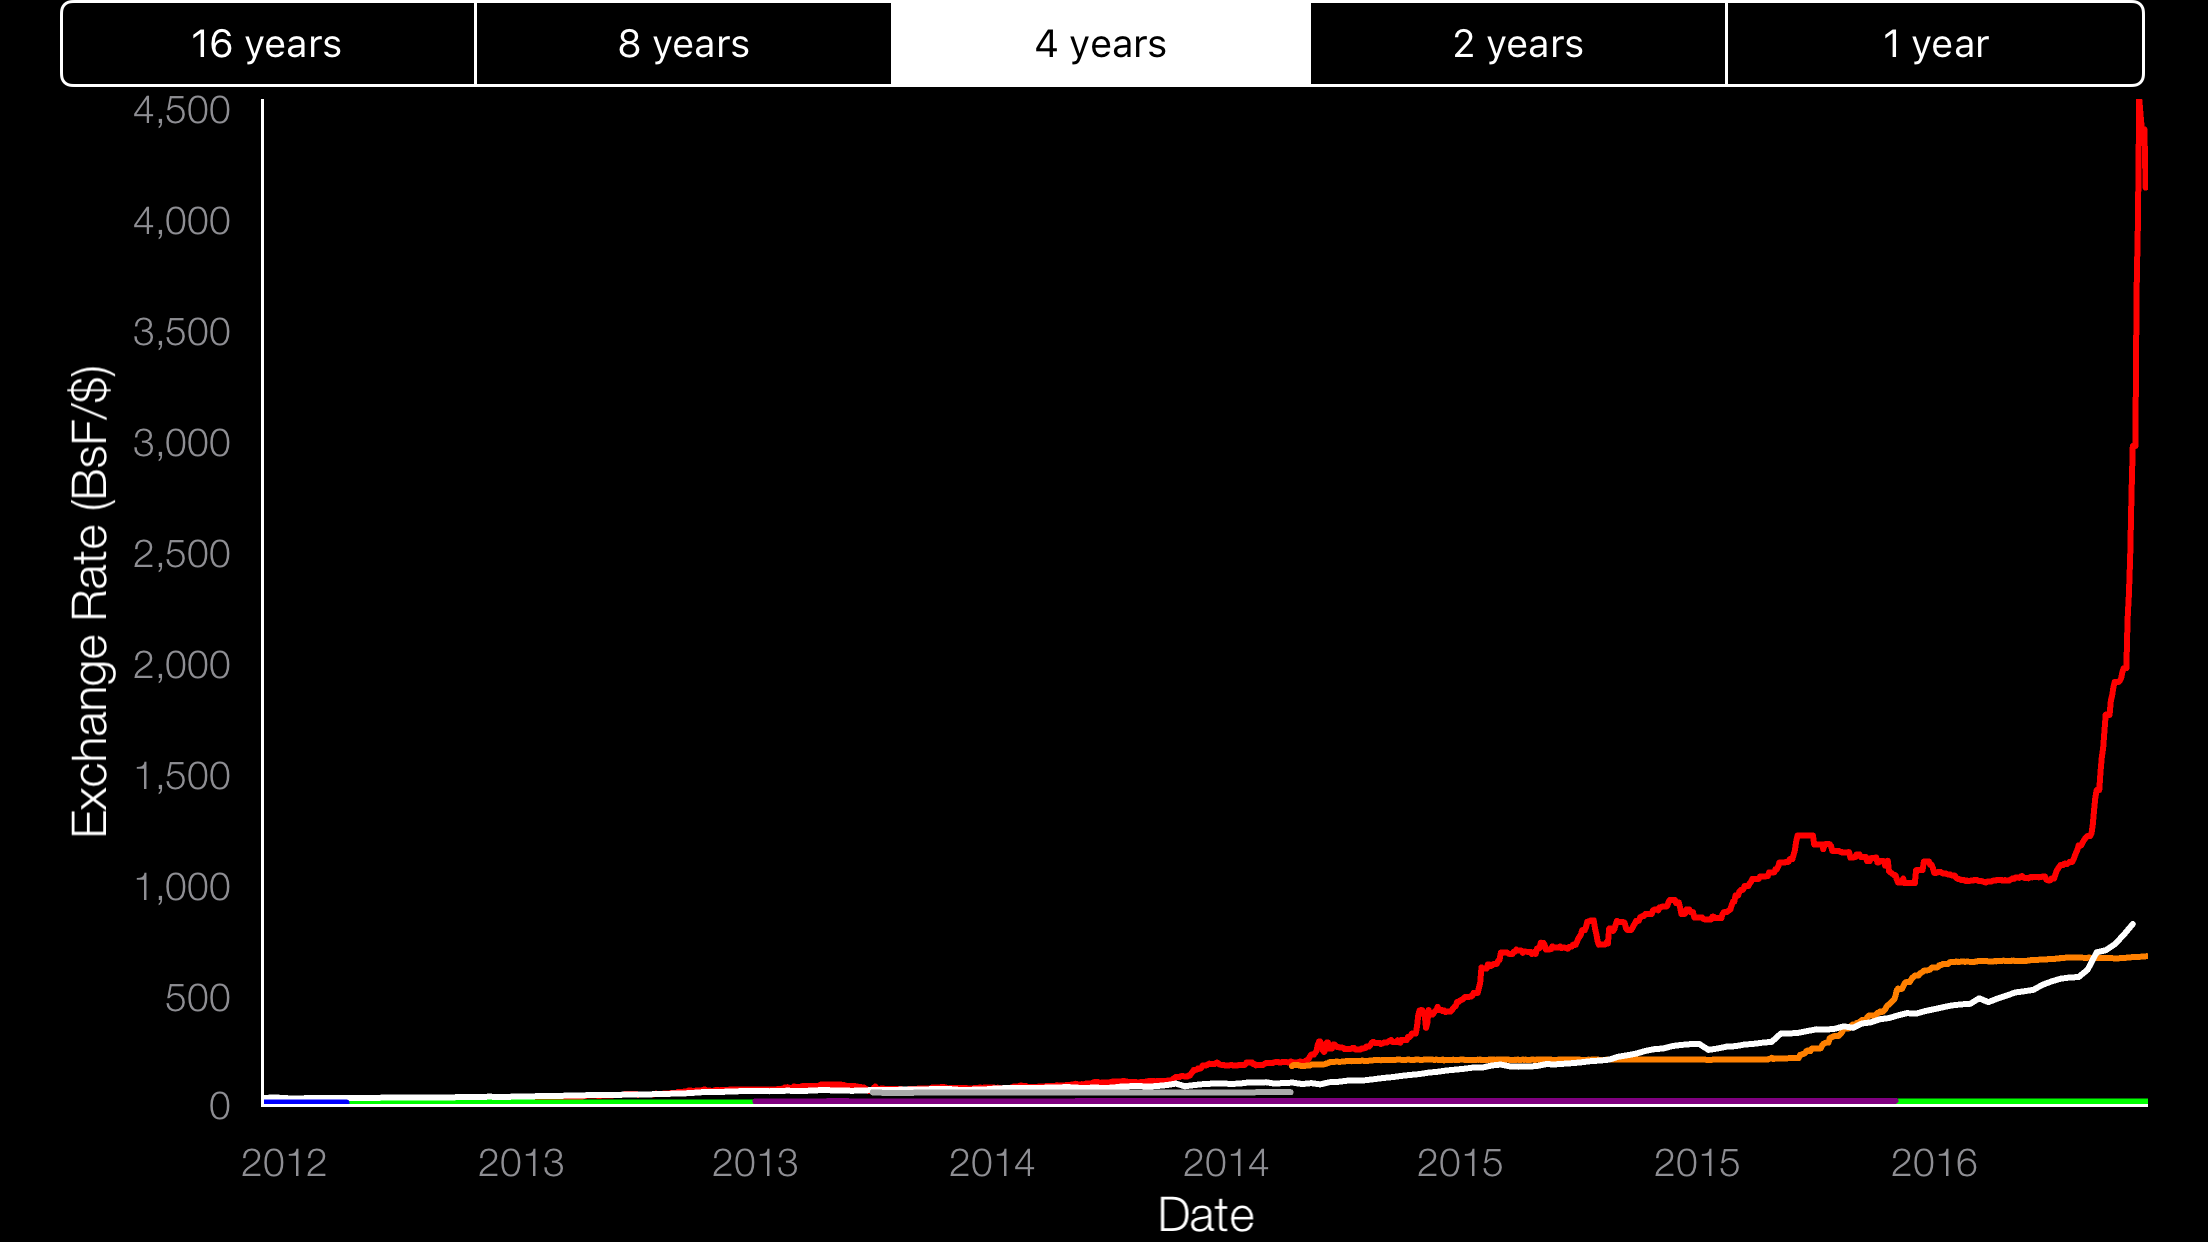 16 years 8 years 4 years 2 years 1 year
4,500
4,000
3,500
3,000
2,500
2,000
1,500
1,000
500
0
Exchange Rate (BsF/$)
2012 2013 2013 2014 2014 2015 2015 2016
Date